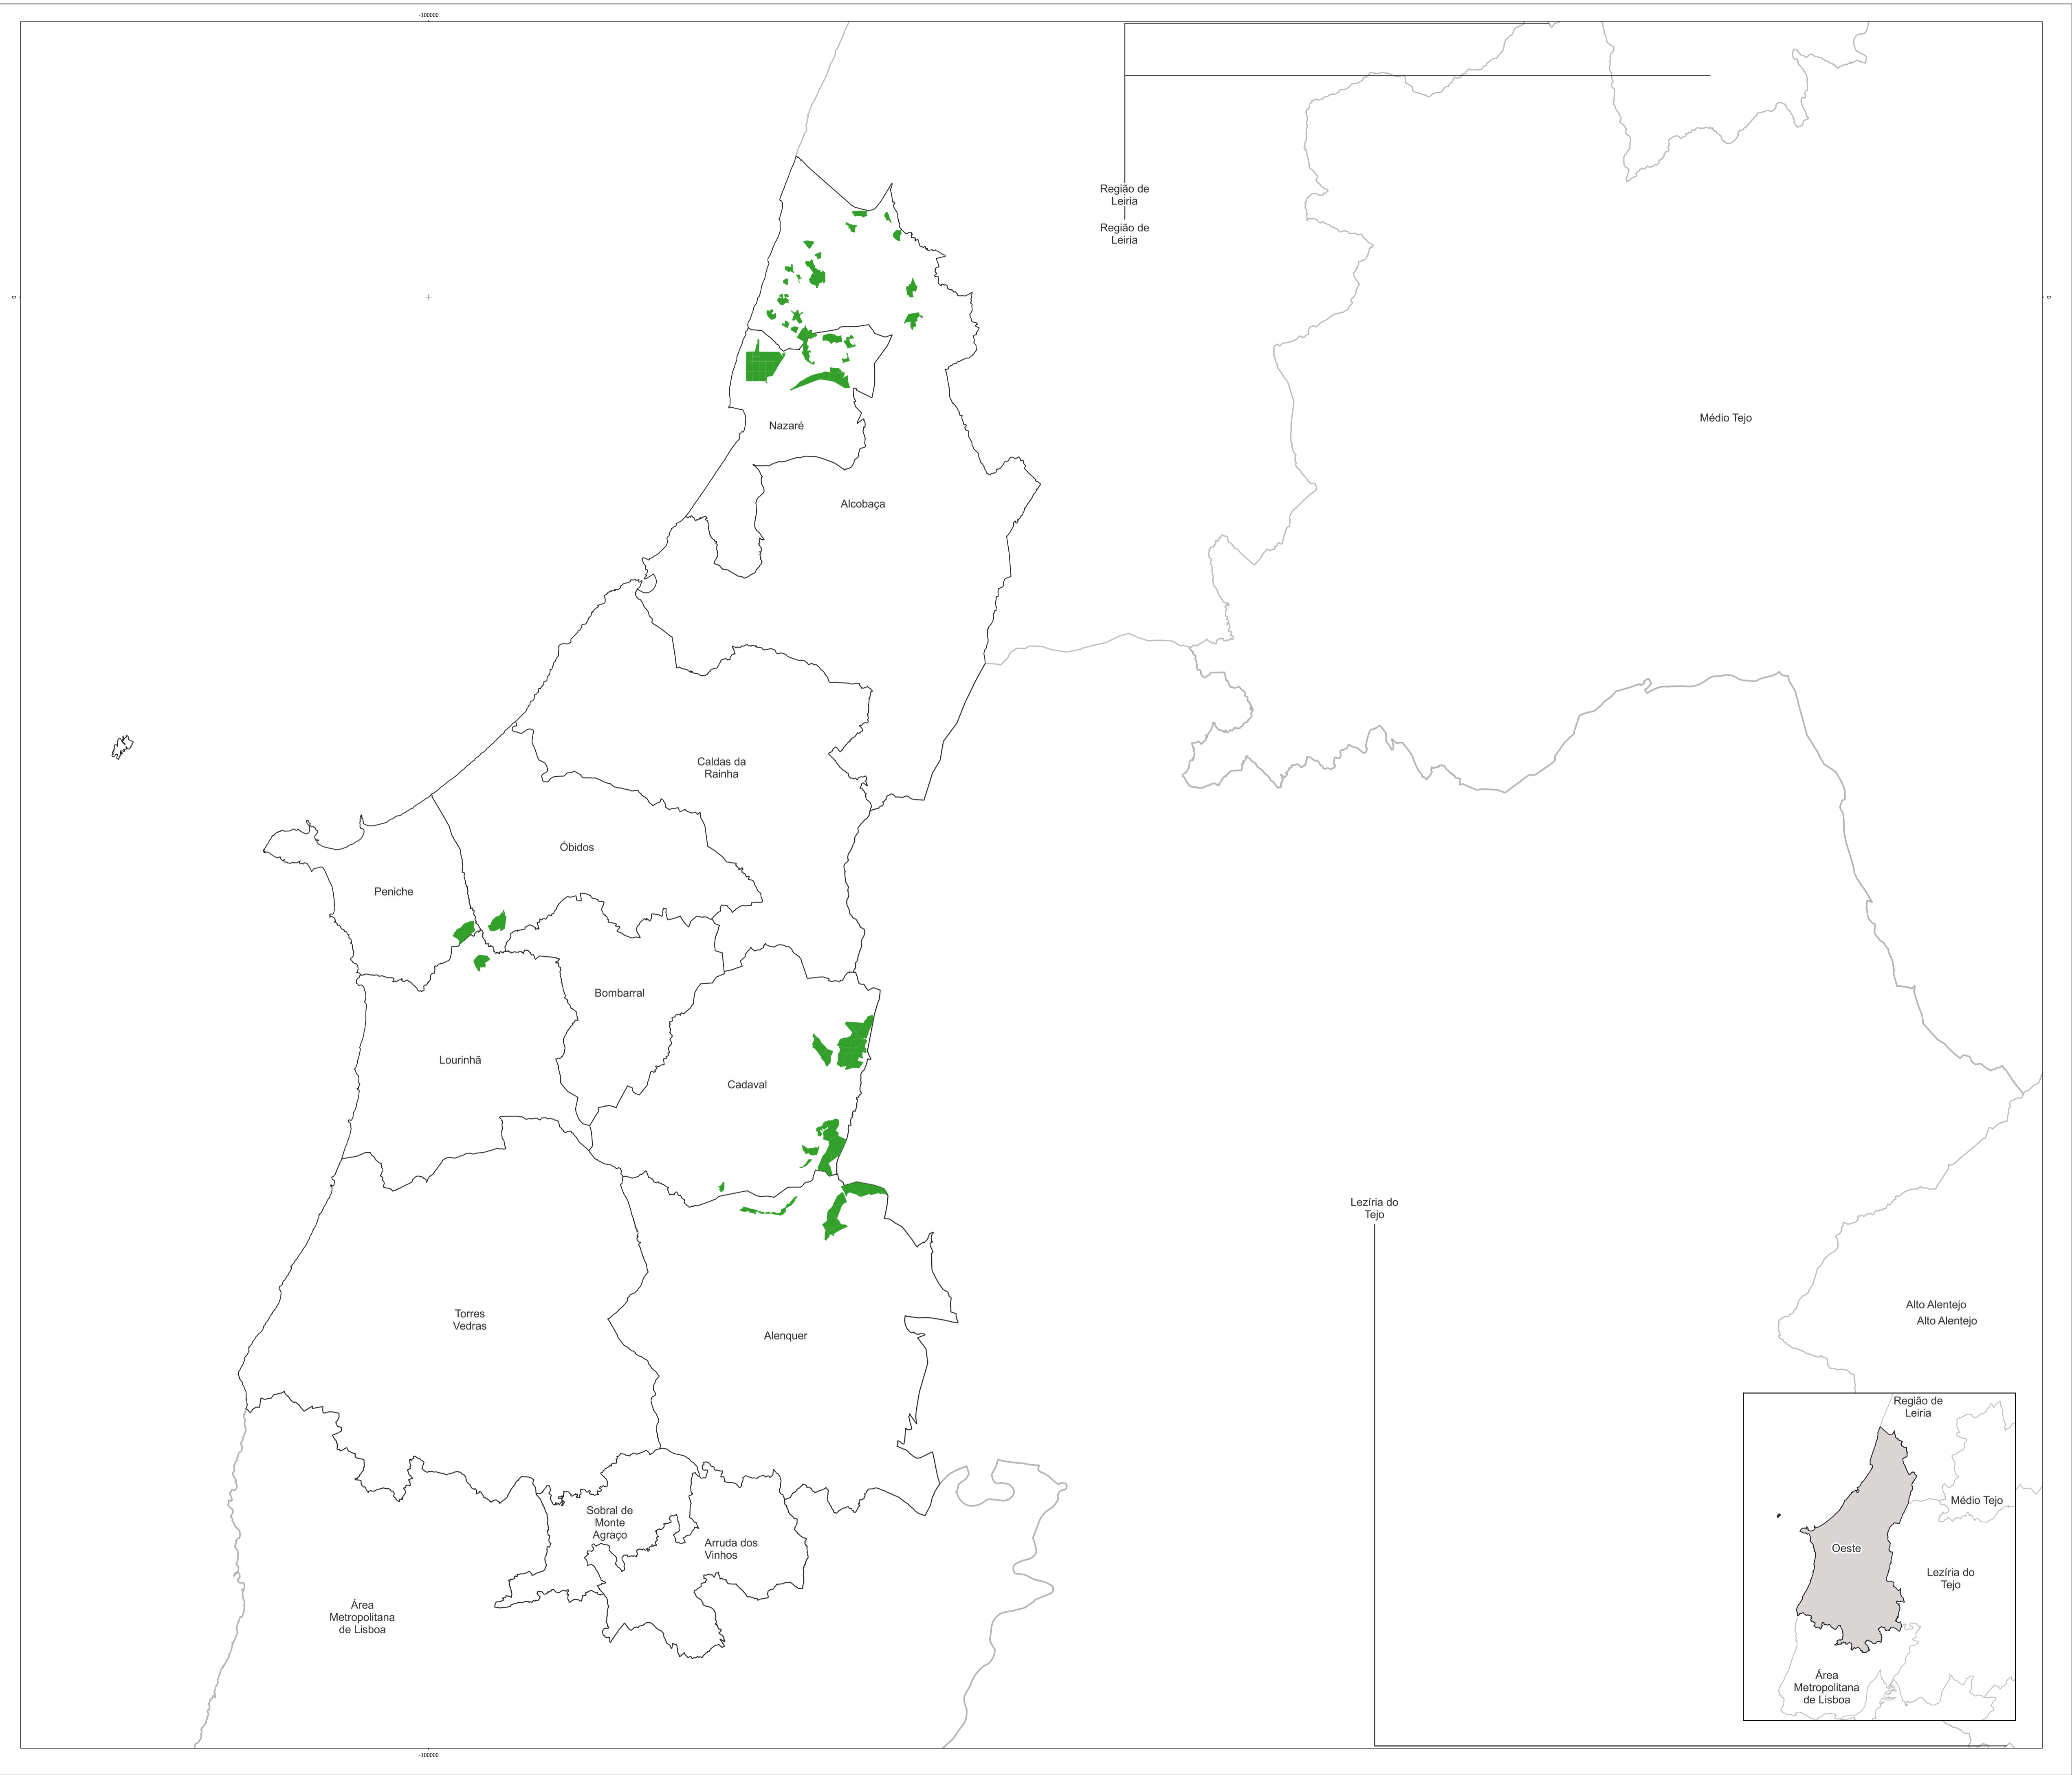 -100000
Região de
Leiria
Região de
Leiria
0
0
Médio Tejo
Nazaré
Alcobaça
Caldas da
Rainha
Óbidos
Peniche
Bombarral
Lourinhã
Cadaval
Lezíria do
Tejo
Torres
Vedras
Alenquer
Alto Alentejo
Alto Alentejo
Sobral de
Monte
Agraço
Arruda dos
Vinhos
Área
Metropolitana
de Lisboa
Região de
Leiria
Médio Tejo
Oeste
Lezíria do
Tejo
Área
Metropolitana
de Lisboa
-100000